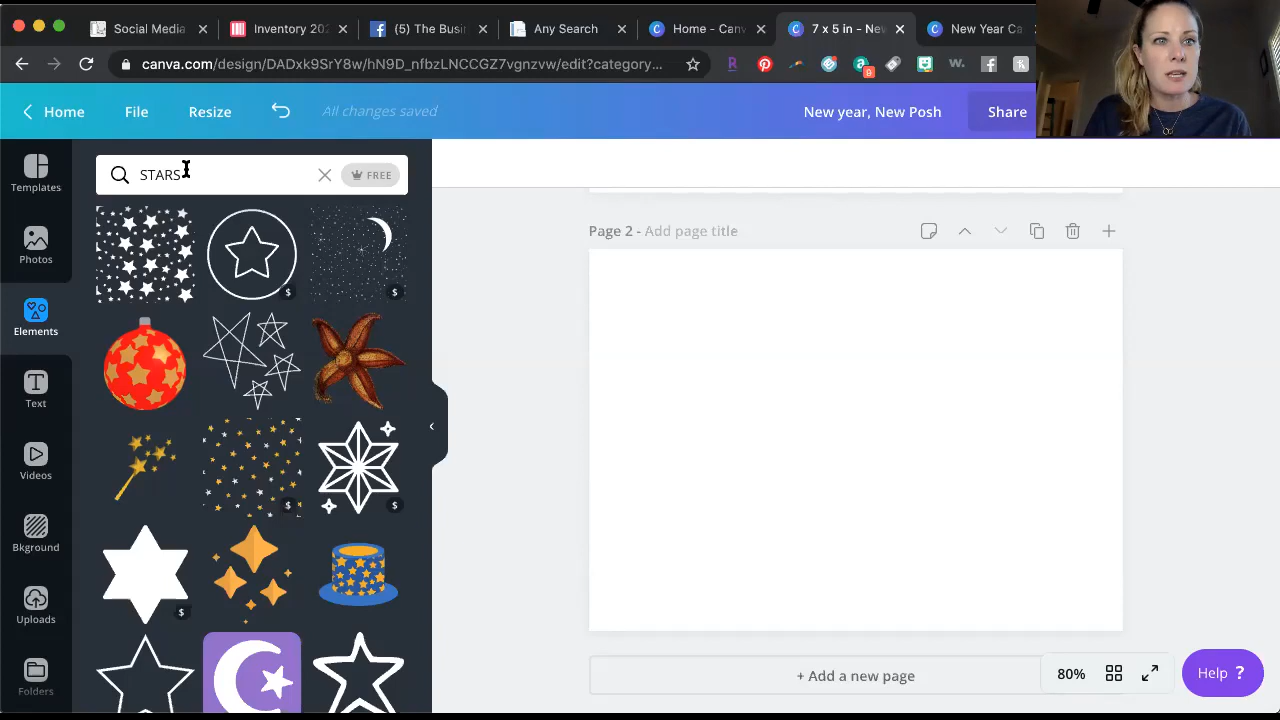 Social Media
Inventory 202
(5) The Busi
Any Search
Home - Canv
7 x 5 in - Nev
New Year Ca
canva.com/design/DADxk9SrY8w/hN9D_nfbzLNCCGZ7vgnzvw/edit?category...
Home
File
Resize
All changes saved
New year, New Posh
Share
Templates
Photos
Elements
Text
Videos
Bkground
Uploads
Folders
STARS
FREE
$
$
$
$
$
Page 2 - Add page title
+ Add a new page
80%
Help ?